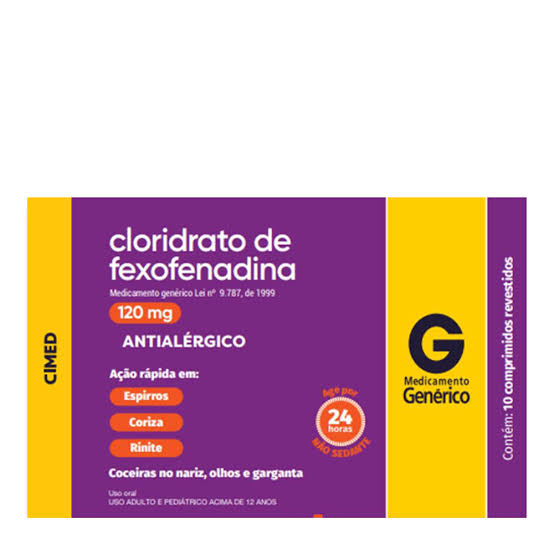 CIMED
cloridrato de
fexofenadina
Medicamento genérico Lei nº 9.787, de 1999
120 mg
ANTIALÉRGICO
Ação rápida em:
Espirros
Coriza
Rinite
Coceiras no nariz, olhos e garganta
Uso oral
USO ADULTO E PEDIÁTRICO ACIMA DE 12 ANOS
Age por
24
horas
NÃO SEDANTE
G
Medicamento
Genérico
Contém: 10 comprimidos revestidos